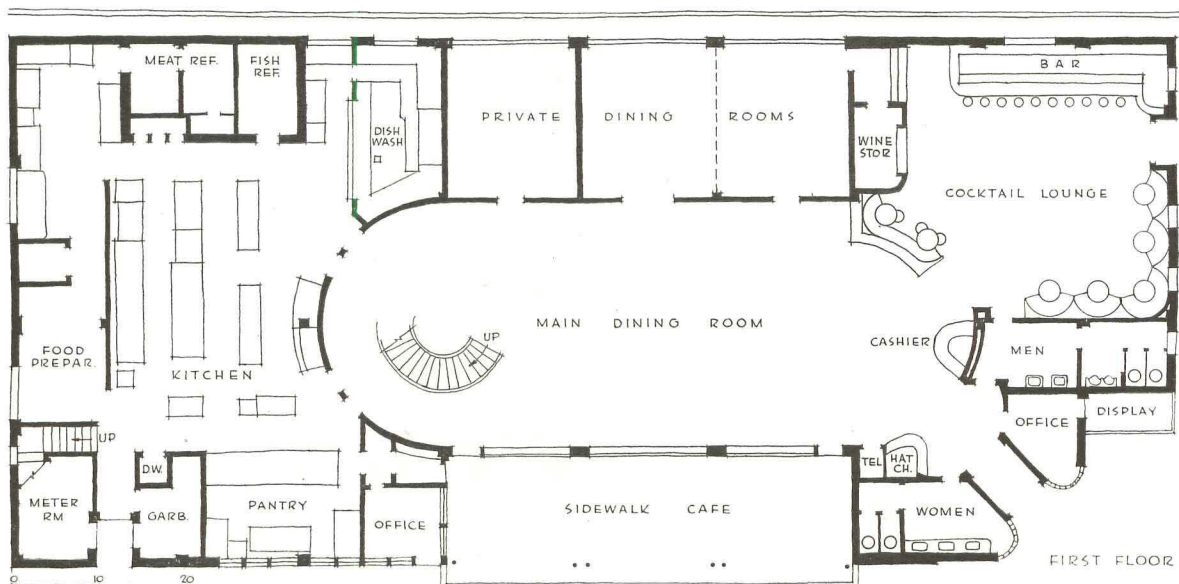 MEAT REF.
FISH
REF.
DISH
WASH
PRIVATE DINING ROOMS
WINE
STOR
BAR
COCKTAIL LOUNGE
MAIN DINING ROOM
UP
CASHIER
MEN
OFFICE
DISPLAY
FOOD
PREPAR.
KITCHEN
UP
D.W.
METER
RM
GARB.
PANTRY
OFFICE
SIDEWALK CAFE
TEL
HAT
CH.
WOMEN
FIRST FLOOR
0 10 20